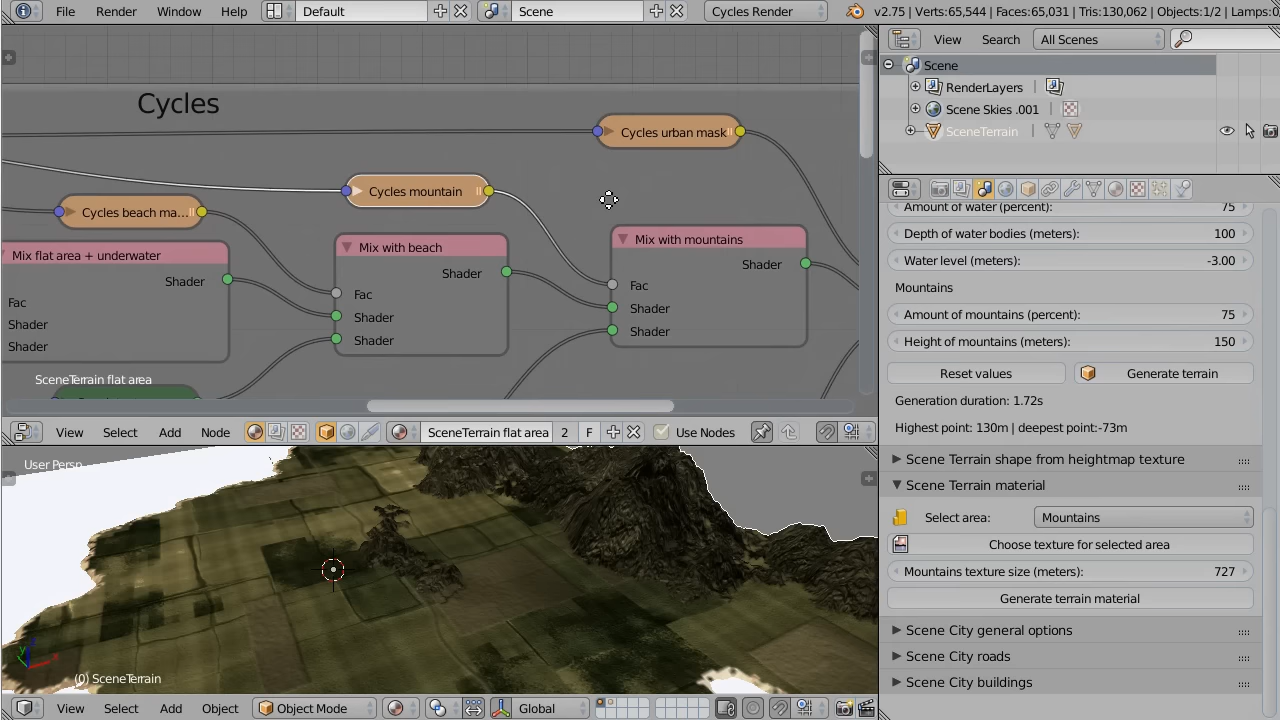 File Render Window Help Default Scene Cycles Render v2.75 | Verts:65,544 | Faces:65,031 | Tris:130,062 | Objects:1/2 | Lamps:
View Search All Scenes
Scene
RenderLayers
Scene Skies .001
SceneTerrain
Cycles
Cycles urban mask
Cycles mountain
Cycles beach ma...
Mix flat area + underwater
Shader
Fac
Shader
Shader
Mix with beach
Shader
Fac
Shader
Shader
Mix with mountains
Shader
Fac
Shader
Shader
SceneTerrain flat area
View Select Add Node SceneTerrain flat area 2 F Use Nodes
User Persp
(0) SceneTerrain
View Select Add Object Object Mode Global
Amount of water (percent): 75
Depth of water bodies (meters): 100
Water level (meters): -3.00
Mountains
Amount of mountains (percent): 75
Height of mountains (meters): 150
Reset values Generate terrain
Generation duration: 1.72s
Highest point: 130m | deepest point:-73m
Scene Terrain shape from heightmap texture
Scene Terrain material
Select area: Mountains
Choose texture for selected area
Mountains texture size (meters): 727
Generate terrain material
Scene City general options
Scene City roads
Scene City buildings